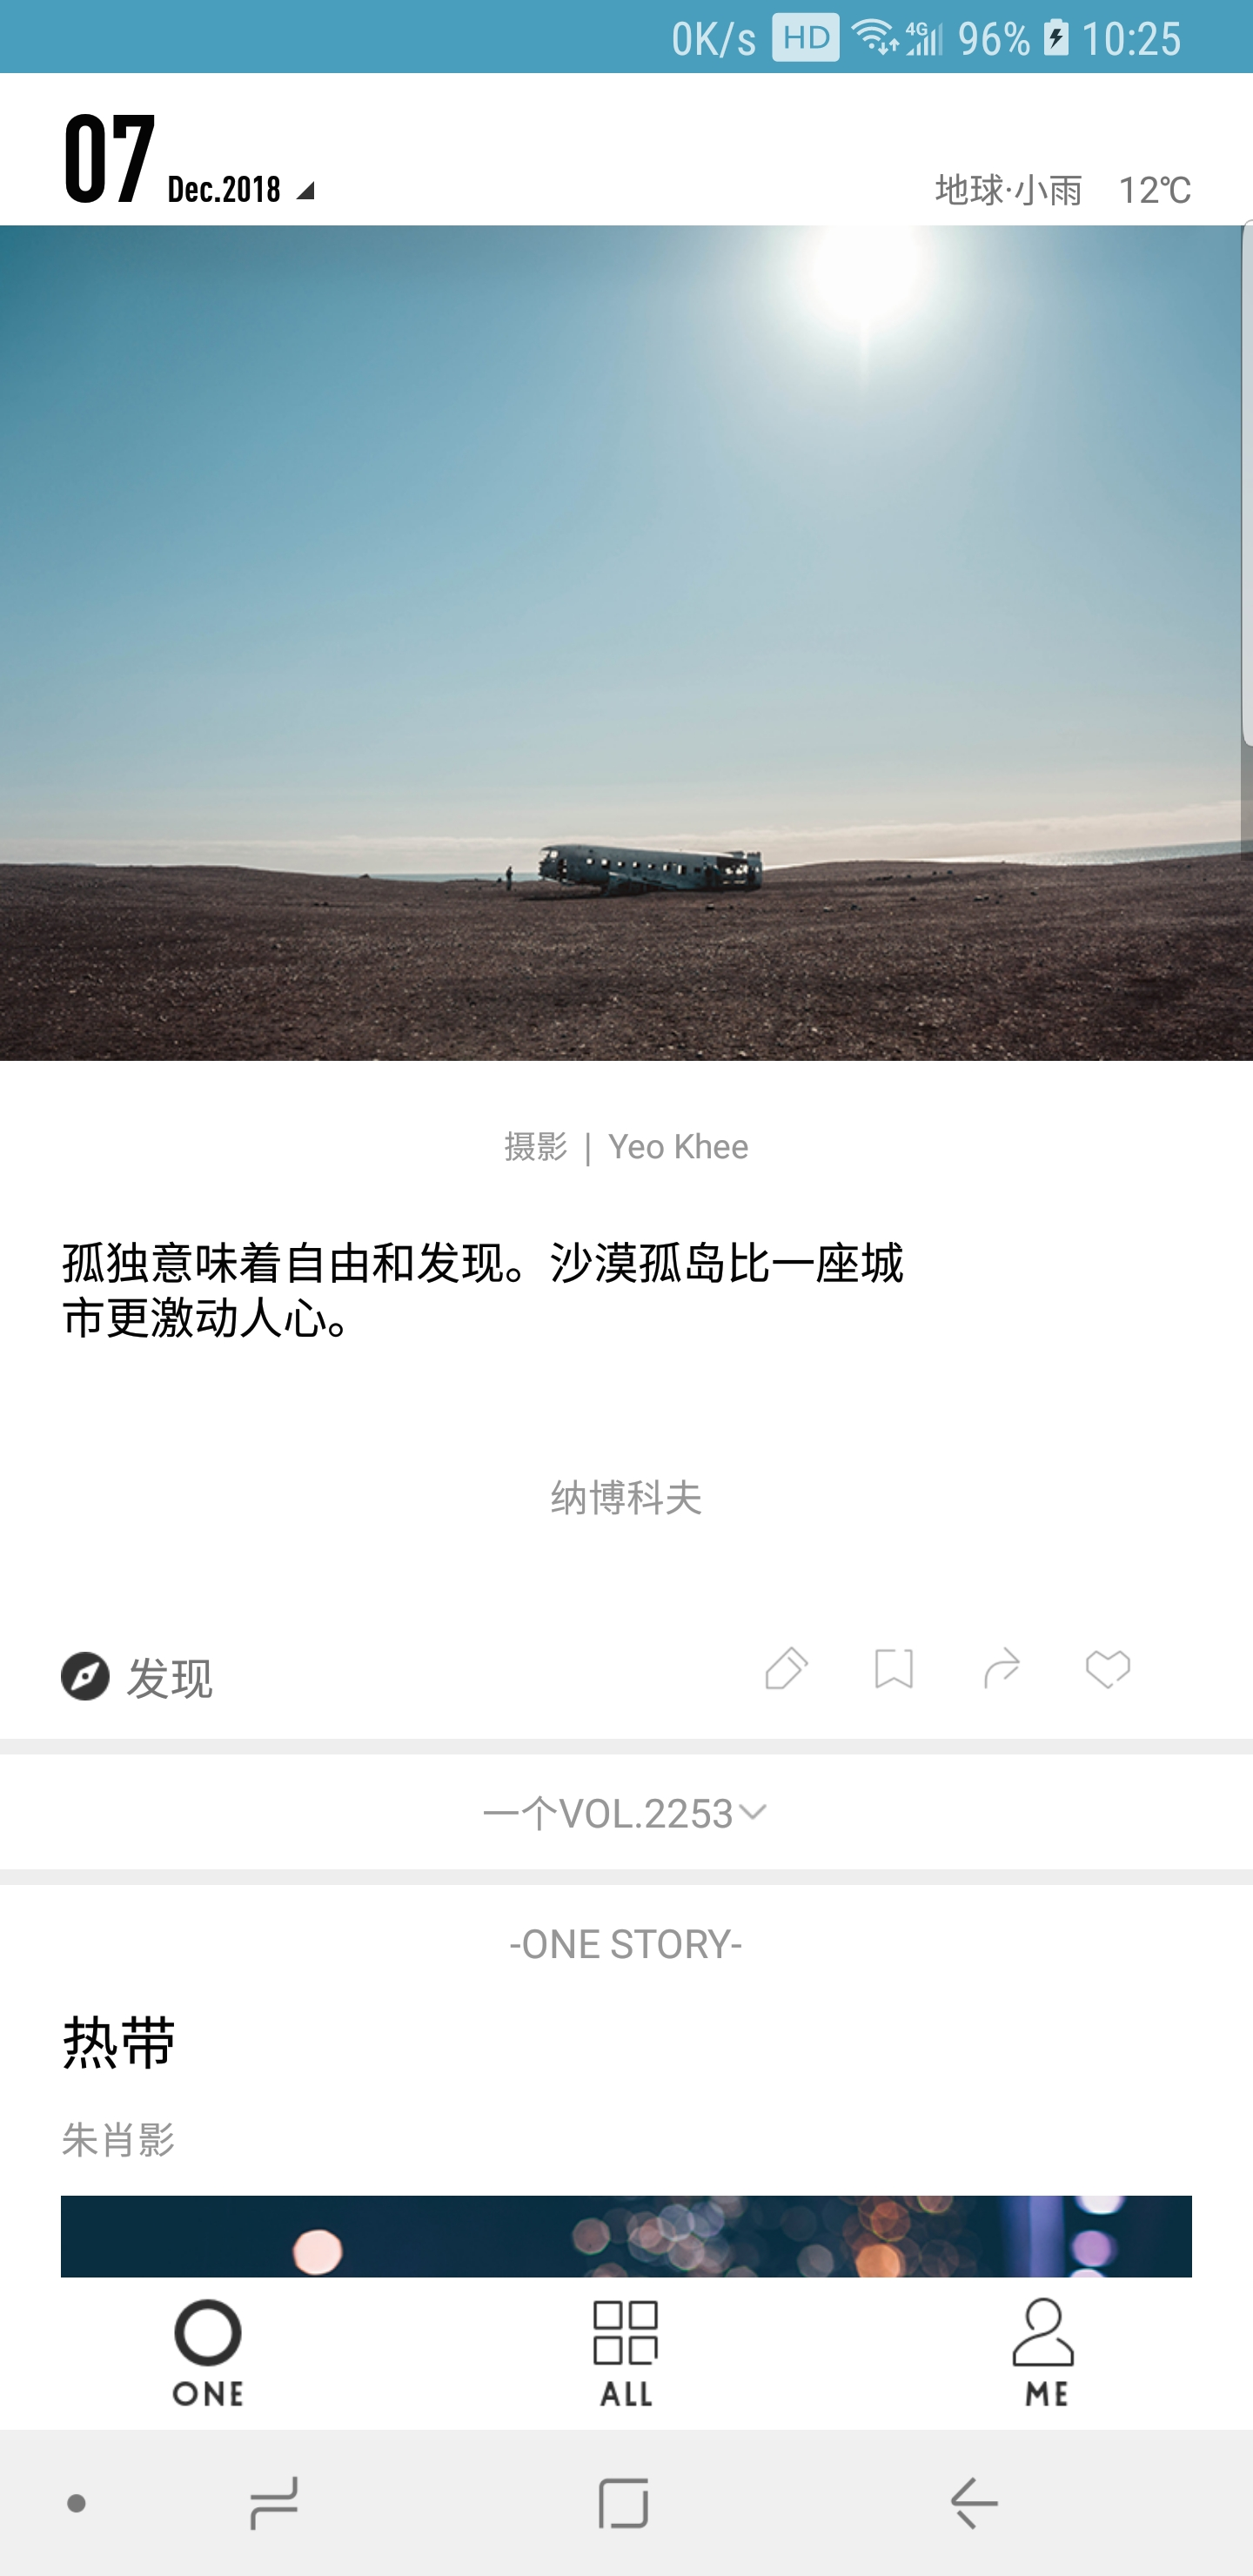 0K/s HD 4G 96% 10:25
07 Dec.2018
地球·小雨 12℃
摄影 | Yeo Khee
孤独意味着自由和发现。沙漠孤岛比一座城
市更激动人心。
纳博科夫
发现
一个VOL.2253
-ONE STORY-
热带
朱肖影
ONE ALL ME